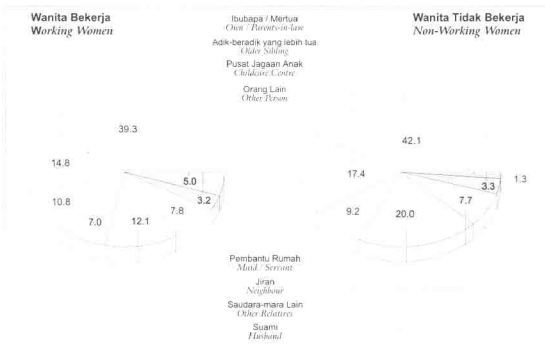 Wanita Bekerja
Working Women
Ibubapa / Mertua
Own / Parents-in-law
Adik-beradik yang lebih tua
Older Sibling
Pusat Jagaan Anak
Childcare Centre
Orang Lain
Other Person
Wanita Tidak Bekerja
Non-Working Women
39.3
14.8
10.8
7.0
12.1
7.8
3.2
5.0
42.1
17.4
9.2
20.0
7.7
3.3
1.3
Pembantu Rumah
Maid / Servant
Jiran
Neighbour
Saudara-mara Lain
Other Relatives
Suami
Husband